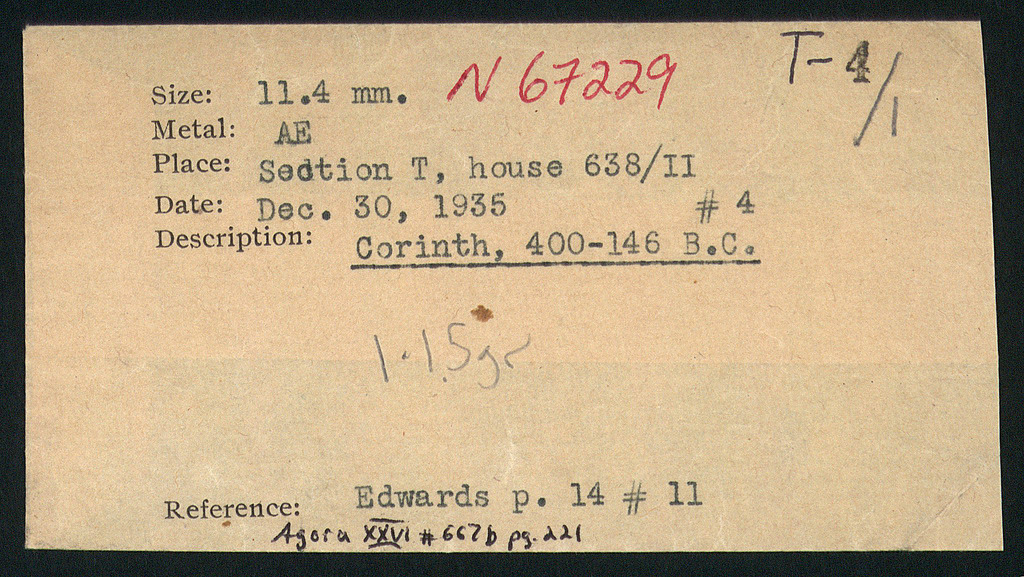 T-4/1
Size: 11.4 mm. N 67229
Metal: AE
Place: Section T, house 638/II
Date: Dec. 30, 1935 # 4
Description: Corinth, 400-146 B.C.
1.15gr
Reference: Edwards p. 14 # 11
Agora XXVI #667b pg. 221